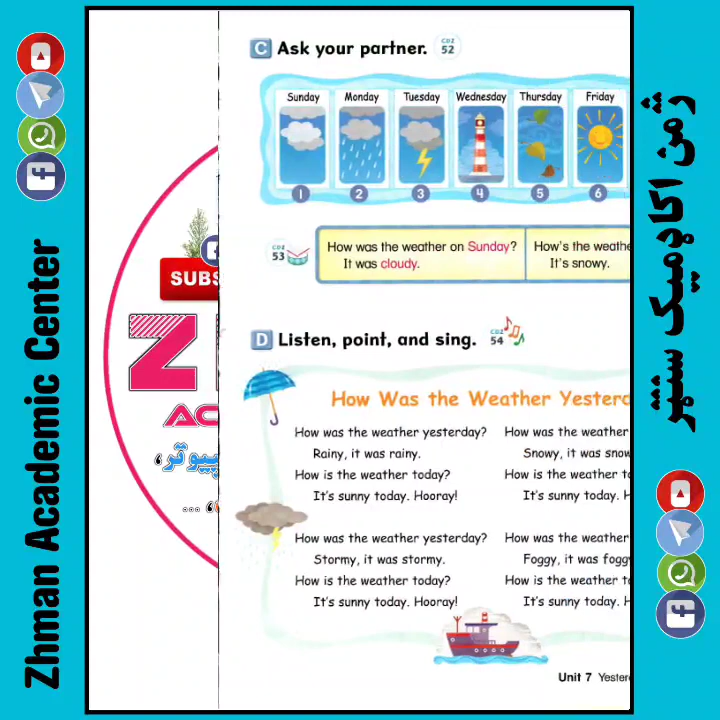 Zhman Academic Center
ژمن اکاډمیک سنټر
SUBS
Z
AC
C Ask your partner. CD2 52
Sunday Monday Tuesday Wednesday Thursday Friday
1 2 3 4 5 6
CD2 53
How was the weather on Sunday?
It was cloudy.
How's the weathe
It's snowy.
D Listen, point, and sing. CD2 54
How Was the Weather Yesterd
How was the weather yesterday?
Rainy, it was rainy.
How is the weather today?
It's sunny today. Hooray!
How was the weather yesterday?
Stormy, it was stormy.
How is the weather today?
It's sunny today. Hooray!
How was the weather
Snowy, it was snow
How is the weather t
It's sunny today. H
How was the weather
Foggy, it was foggy
How is the weather t
It's sunny today. H
Unit 7 Yester